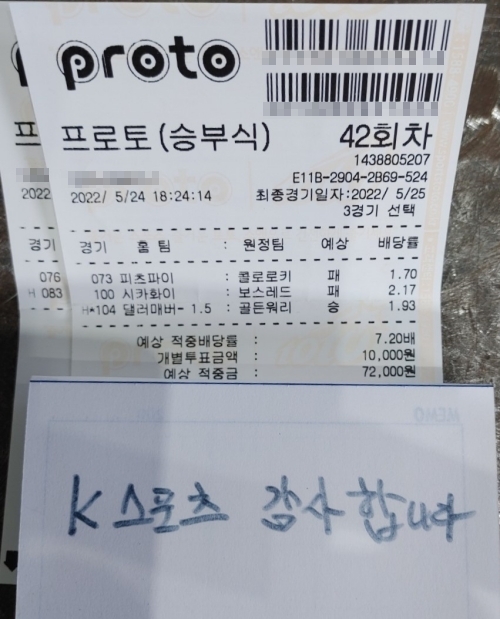 proto
프로토(승부식) 42회차
1438805207
E11B-2904-2B69-524
2022/ 5/24 18:24:14 최종경기일자:2022/ 5/25
3경기 선택
경기 홈팀 : 원정팀 예상 배당률
073 피츠파이 : 콜로로키 패 1.70
100 시카화이 : 보스레드 패 2.17
H*104 댈러매버- 1.5 : 골든워리 승 1.93
예상 적중배당률 : 7.20배
개별투표금액 : 10,000원
예상 적중금 : 72,000원
프
2022
경기
076
H 083
MEMO
K스포츠 감사합니다